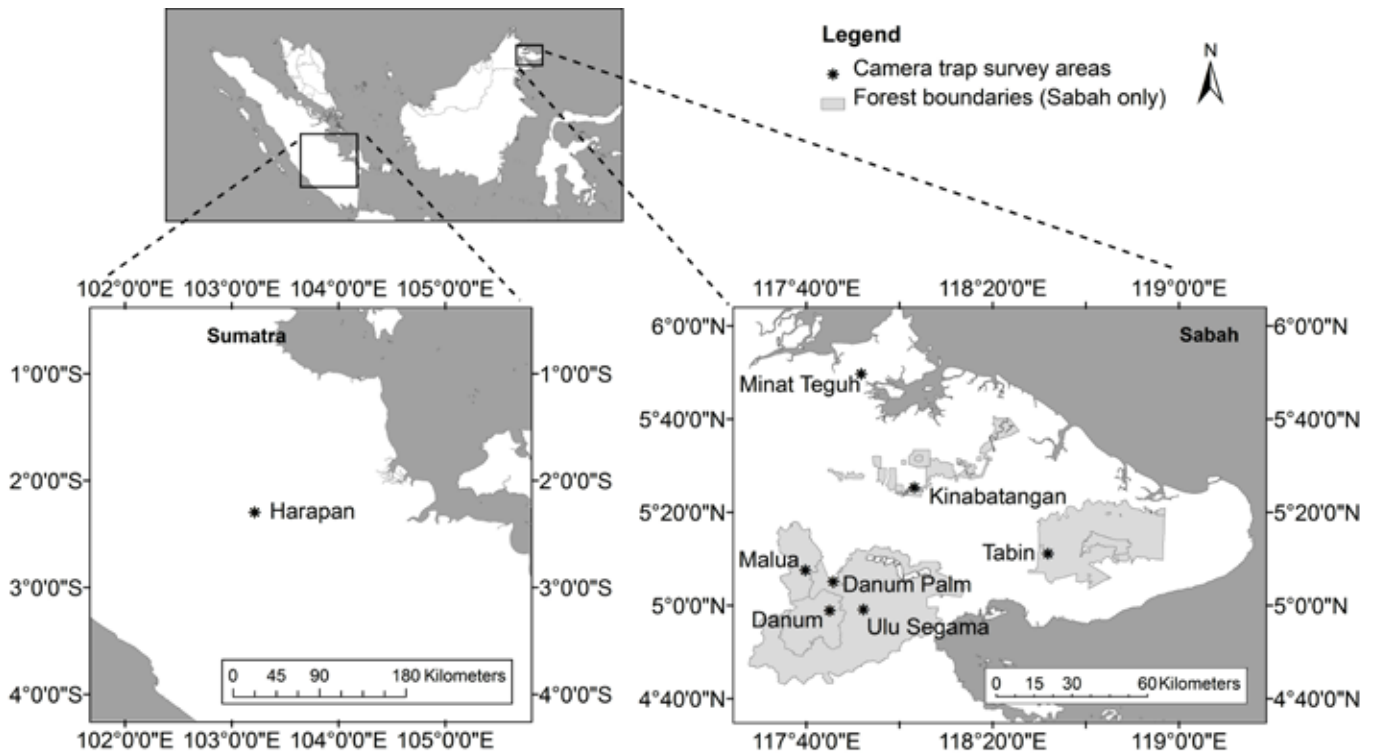 Legend
Camera trap survey areas
Forest boundaries (Sabah only)
N
102°0'0"E 103°0'0"E 104°0'0"E 105°0'0"E
Sumatra
1°0'0"S 1°0'0"S
2°0'0"S 2°0'0"S
Harapan
3°0'0"S 3°0'0"S
0 45 90 180 Kilometers
4°0'0"S 4°0'0"S
102°0'0"E 103°0'0"E 104°0'0"E 105°0'0"E
117°40'0"E 118°20'0"E 119°0'0"E
6°0'0"N Sabah 6°0'0"N
Minat Teguh
5°40'0"N 5°40'0"N
Kinabatangan
5°20'0"N 5°20'0"N
Malua Tabin
Danum Palm
5°0'0"N 5°0'0"N
Danum Ulu Segama
0 15 30 60 Kilometers
4°40'0"N 4°40'0"N
117°40'0"E 118°20'0"E 119°0'0"E